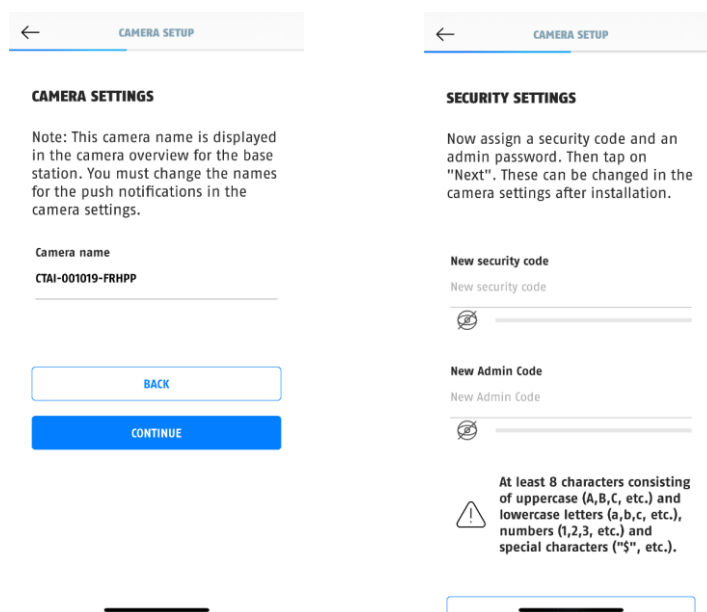 CAMERA SETUP
CAMERA SETTINGS
Note: This camera name is displayed
in the camera overview for the base
station. You must change the names
for the push notifications in the
camera settings.
Camera name
CTAI-001019-FRHPP
BACK
CONTINUE
CAMERA SETUP
SECURITY SETTINGS
Now assign a security code and an
admin password. Then tap on
"Next". These can be changed in the
camera settings after installation.
New security code
New security code
New Admin Code
New Admin Code
At least 8 characters consisting
of uppercase (A,B,C, etc.) and
lowercase letters (a,b,c, etc.),
numbers (1,2,3, etc.) and
special characters ("$", etc.).